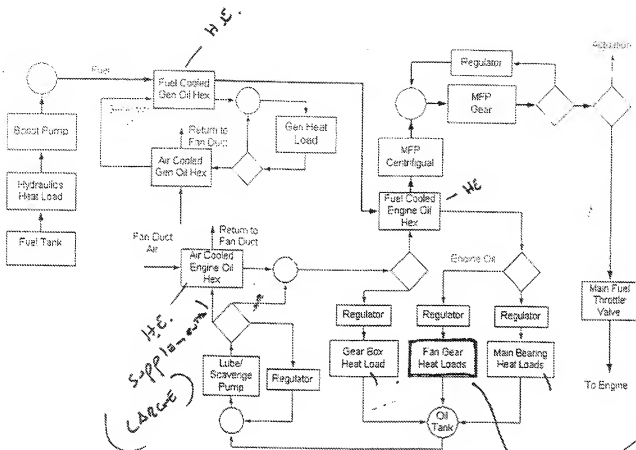 H.E.
Fuel
Fuel Cooled
Gen Oil Hex
Regulator
Actuation
MFP
Gear
Boost Pump
Return to
Fan Duct
Gen Heat
Load
Air Cooled
Gen Oil Hex
MFP
Centrifigual
HE
Hydraulics
Heat Load
Fuel Cooled
Engine Oil
Hex
Fuel Tank
Fan Duct
Air
Return to
Fan Duct
Air Cooled
Engine Oil
Hex
Engine Oil
Main Fuel
Throttle
Valve
H.E.
Supplemental
(LARGE)
Regulator
Regulator
Regulator
Lube/
Scavenge
Pump
Regulator
Gear Box
Heat Load
Fan Gear
Heat Loads
Main Bearing
Heat Loads
To Engine
Oil
Tank